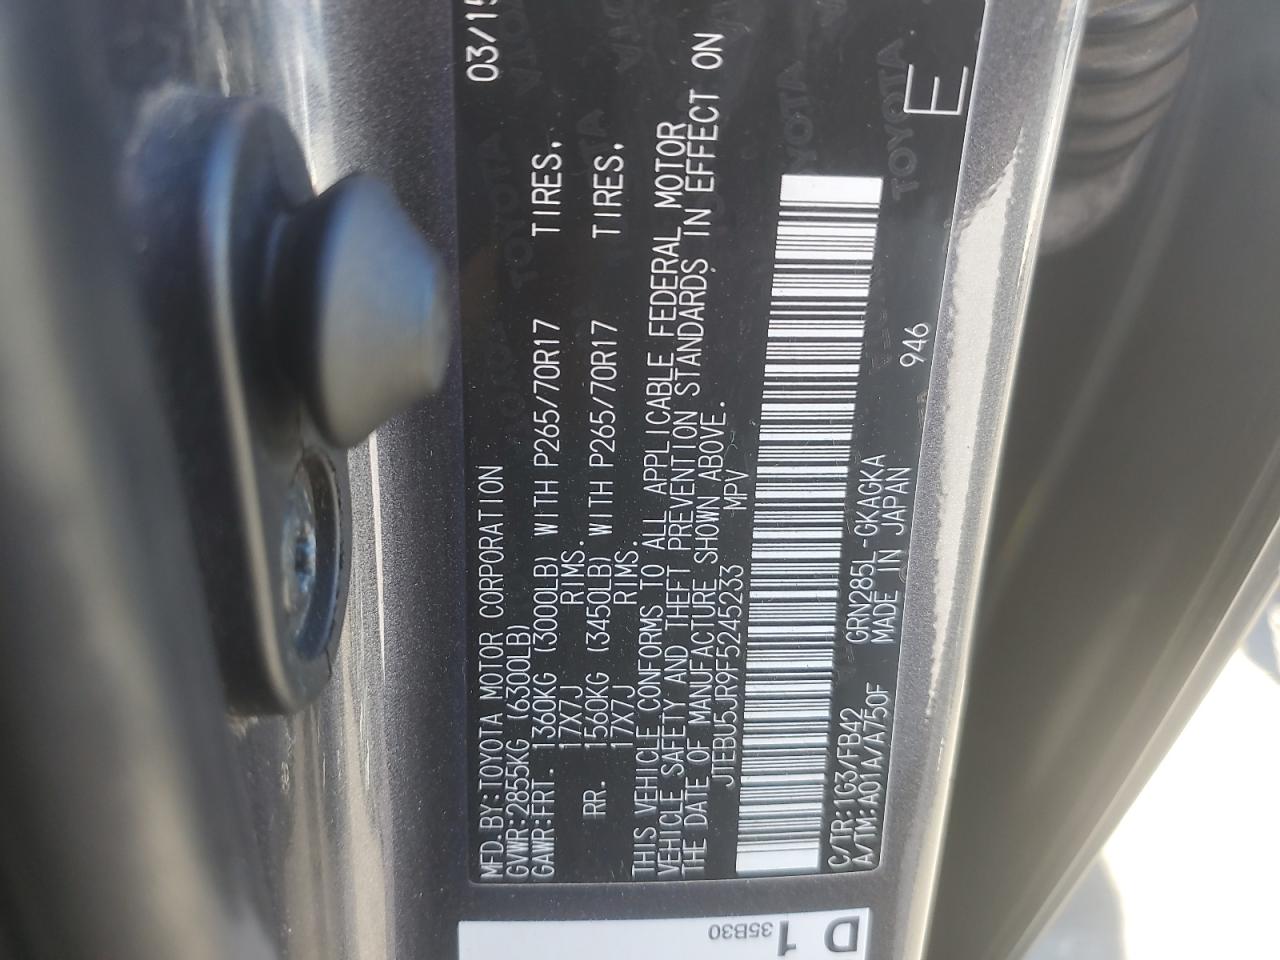 MFD.BY:TOYOTA MOTOR CORPORATION 03/15
GVWR:2855KG (6300LB)
GAWR:FRT. 1360KG (3000LB) WITH P265/70R17 TIRES,
17X7J RIMS.
RR. 1560KG (3450LB) WITH P265/70R17 TIRES,
17X7J RIMS.
THIS VEHICLE CONFORMS TO ALL APPLICABLE FEDERAL MOTOR
VEHICLE SAFETY AND THEFT PREVENTION STANDARDS IN EFFECT ON
THE DATE OF MANUFACTURE SHOWN ABOVE.
JTEBU5JR9F5245233 MPV
C/TR:1G3/FB42 GRN285L-GKAGKA 946
A/TM:A01A/A750F MADE IN JAPAN
E
D1
35B30